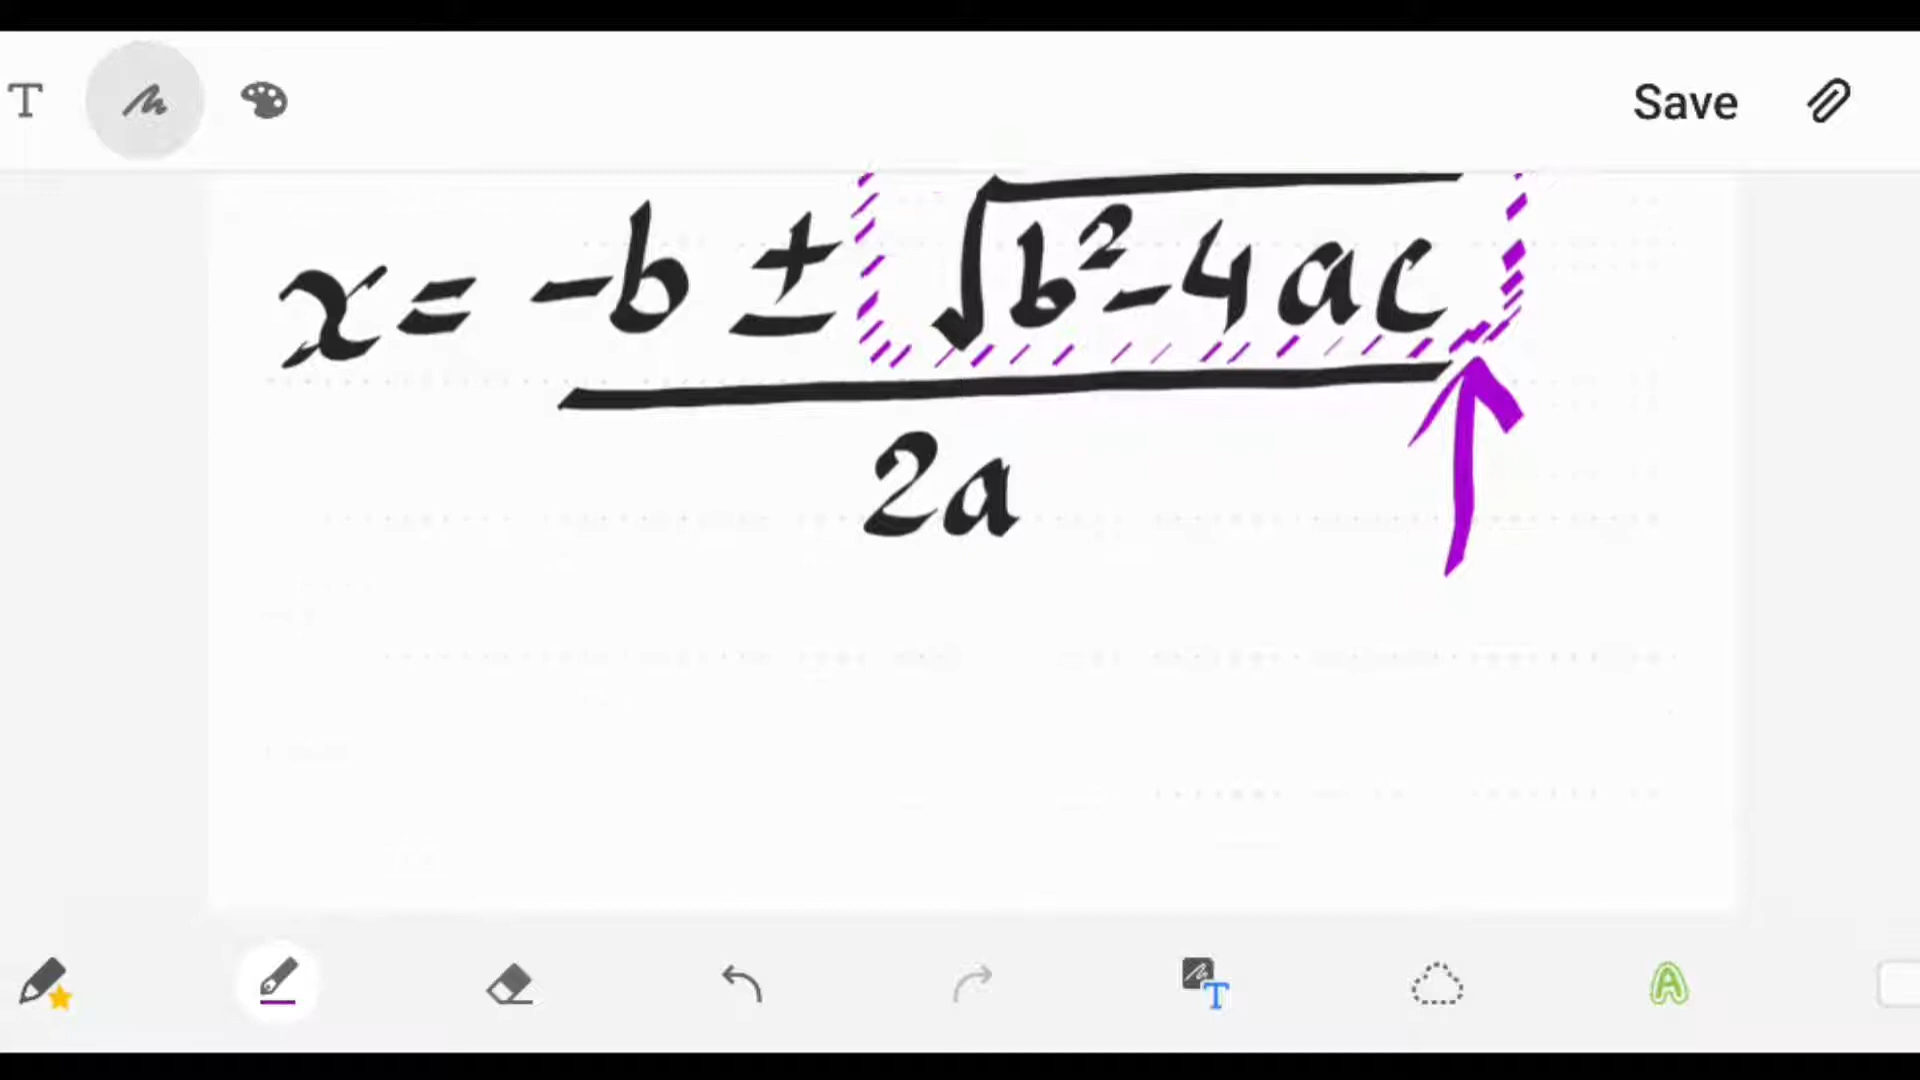 T
Save
x = -b ± √b²-4ac
2a
T
A